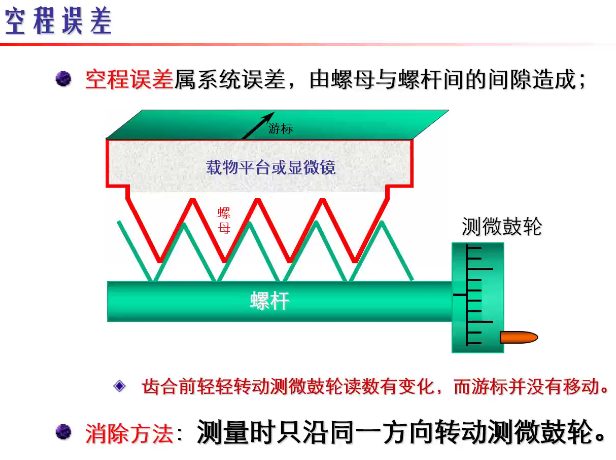 空程误差
空程误差属系统误差，由螺母与螺杆间的间隙造成；
游标
载物平台或显微镜
螺母
测微鼓轮
螺杆
齿合前轻轻转动测微鼓轮读数有变化，而游标并没有移动。
消除方法：测量时只沿同一方向转动测微鼓轮。